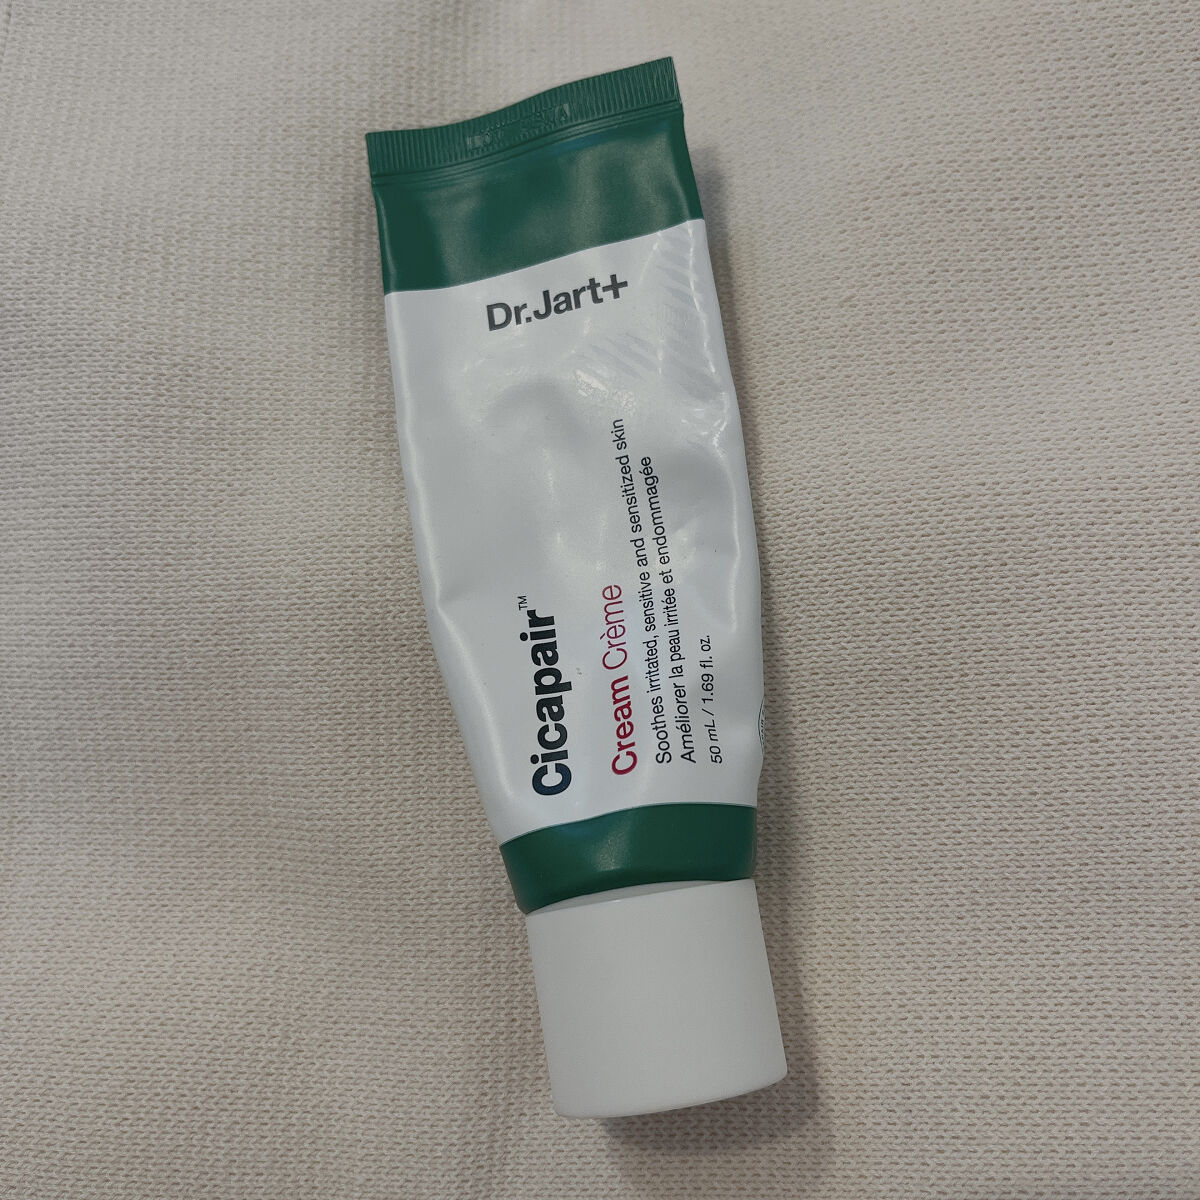 Dr.Jart+
Cicapair™
Cream Crème
Soothes irritated, sensitive and sensitized skin
Améliorer la peau irritée et endommagée
50 mL / 1.69 fl. oz.